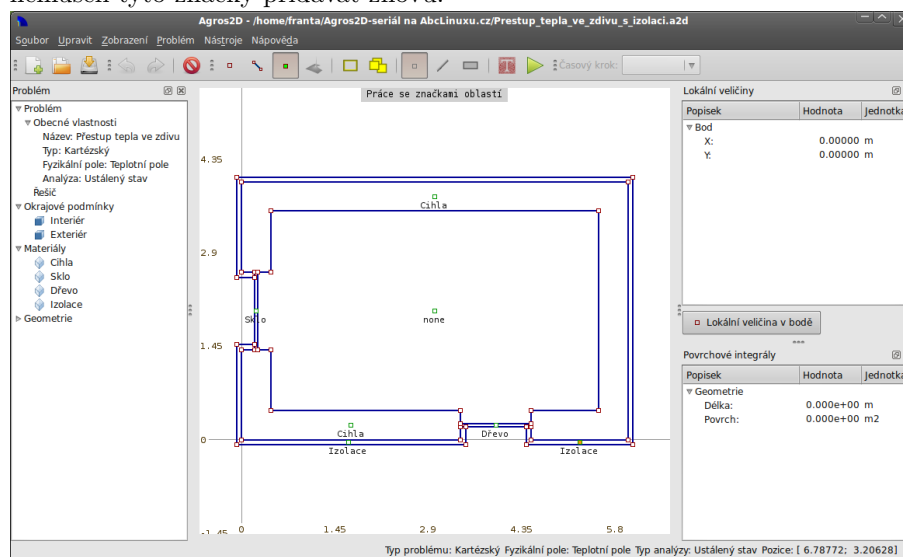 nemusen tyto značky přidávat znovu.
Agros2D - /home/franta/Agros2D-seriál na AbcLinuxu.cz/Prestup_tepla_ve_zdivu_s_izolaci.a2d
Soubor Upravit Zobrazení Problém Nástroje Nápověda
Časový krok:
Problém
Problém
Obecné vlastnosti
Název: Přestup tepla ve zdivu
Typ: Kartézský
Fyzikální pole: Teplotní pole
Analýza: Ustálený stav
Řešič
Okrajové podmínky
Interiér
Exteriér
Materiály
Cihla
Sklo
Dřevo
Izolace
Geometrie
Práce se značkami oblastí
4.35
2.9
1.45
0
-1.45
0 1.45 2.9 4.35 5.8
Cihla
none
Sklo
Cihla
Dřevo
Izolace
Izolace
Lokální veličiny
Popisek Hodnota Jednotka
Bod
X: 0.00000 m
Y: 0.00000 m
Lokální veličina v bodě
Povrchové integrály
Popisek Hodnota Jednotka
Geometrie
Délka: 0.000e+00 m
Povrch: 0.000e+00 m2
Typ problému: Kartézský Fyzikální pole: Teplotní pole Typ analýzy: Ustálený stav Pozice: [ 6.78772; 3.20628]